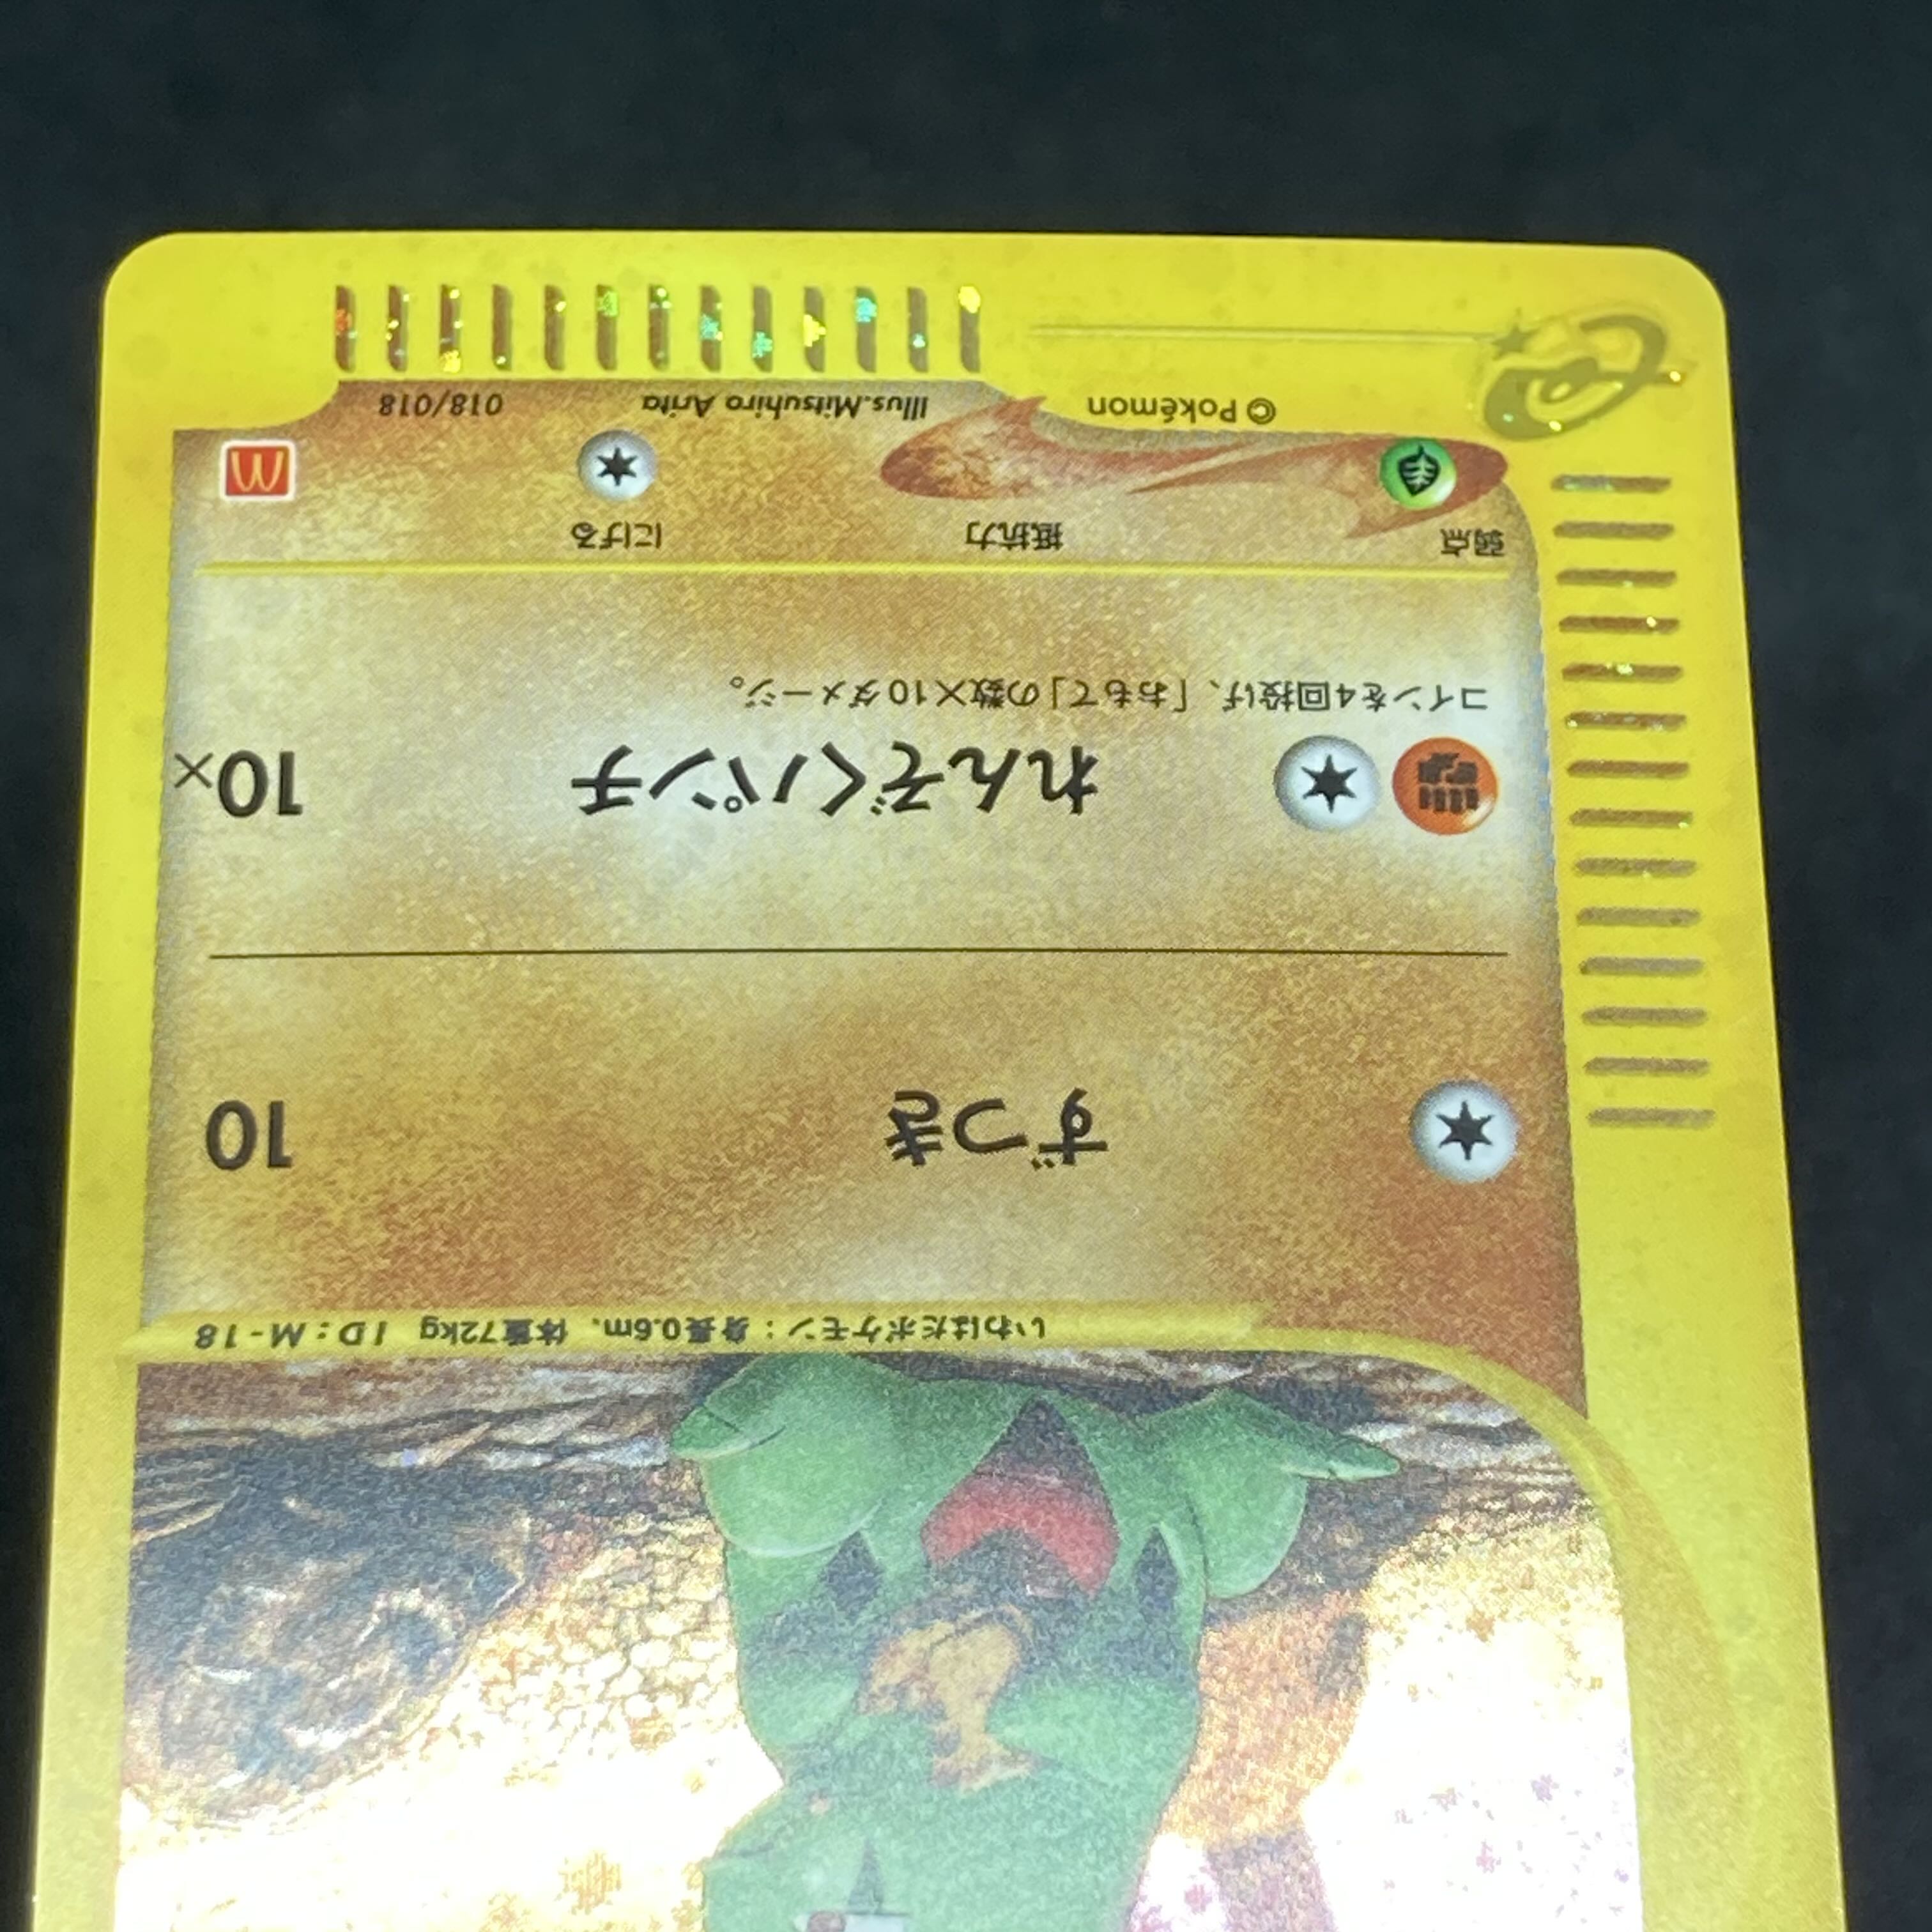 いわはだポケモン：身長0.6m、体重72kg ID：M-18
ずつき 10
れんぞくパンチ 10×
コインを4回投げ、「おもて」の数×10ダメージ。
弱点 抵抗力 にげる
©Pokémon Illus.Mitsuhiro Arita 018/018